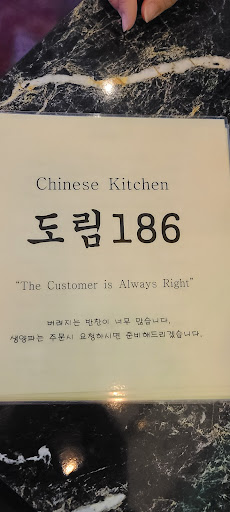 Chinese Kitchen
도림186
“The Customer is Always Right”
버려지는 반찬이 너무 많습니다.
생양파는 주문시 요청하시면 준비해드리겠습니다.